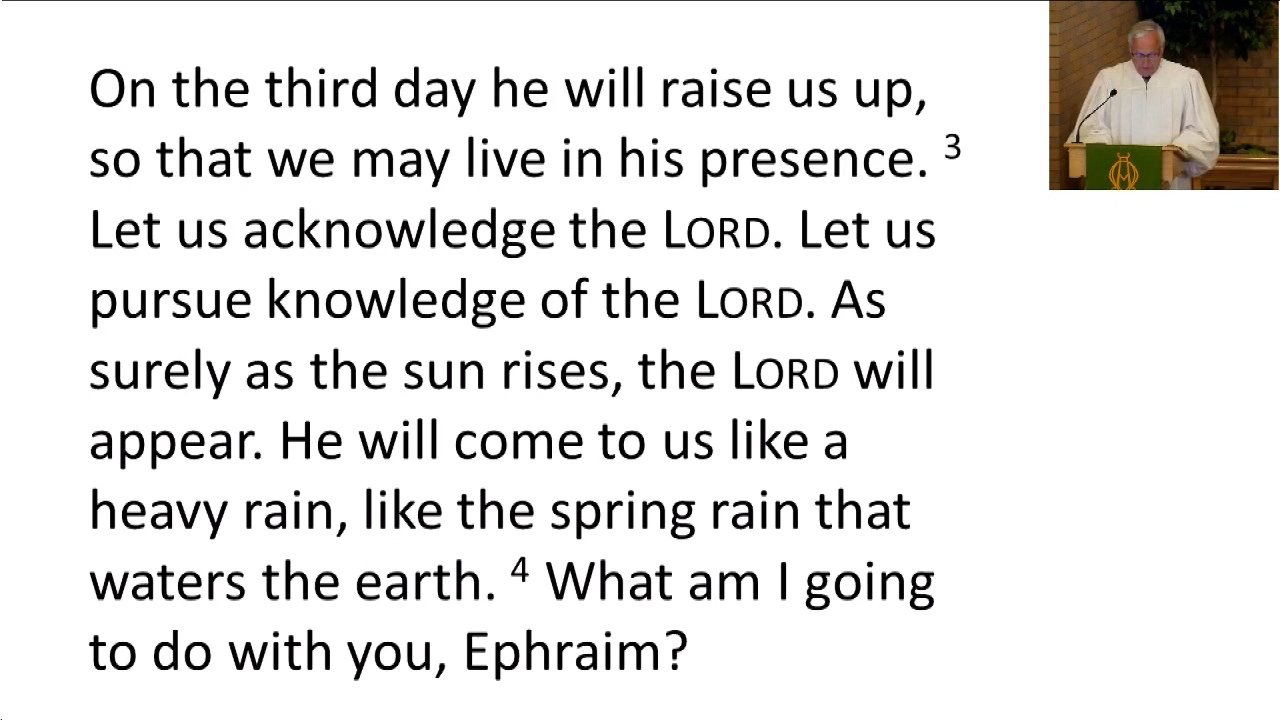 On the third day he will raise us up,
so that we may live in his presence. 3
Let us acknowledge the LORD. Let us
pursue knowledge of the LORD. As
surely as the sun rises, the LORD will
appear. He will come to us like a
heavy rain, like the spring rain that
waters the earth. 4 What am I going
to do with you, Ephraim?